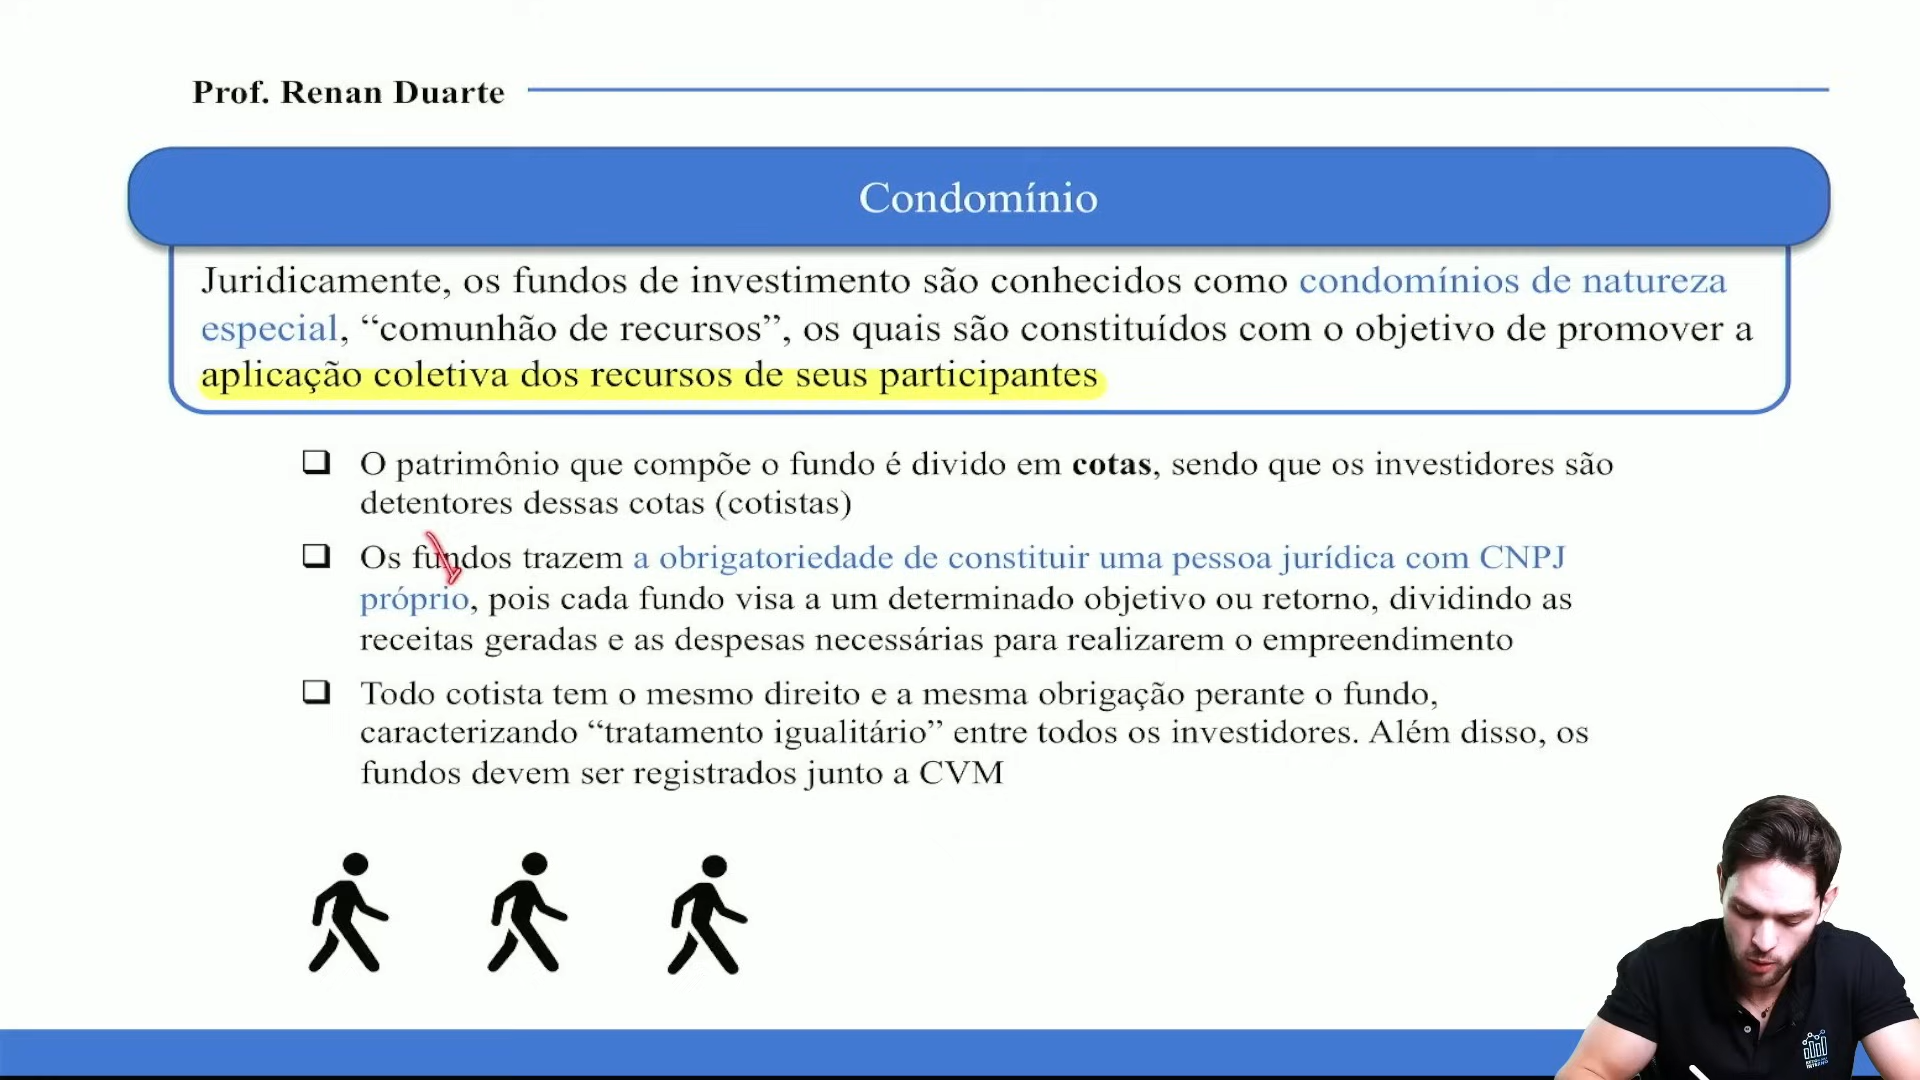 Prof. Renan Duarte
Condomínio
Juridicamente, os fundos de investimento são conhecidos como condomínios de natureza
especial, “comunhão de recursos”, os quais são constituídos com o objetivo de promover a
aplicação coletiva dos recursos de seus participantes
O patrimônio que compõe o fundo é divido em cotas, sendo que os investidores são
detentores dessas cotas (cotistas)
Os fundos trazem a obrigatoriedade de constituir uma pessoa jurídica com CNPJ
próprio, pois cada fundo visa a um determinado objetivo ou retorno, dividindo as
receitas geradas e as despesas necessárias para realizarem o empreendimento
Todo cotista tem o mesmo direito e a mesma obrigação perante o fundo,
caracterizando “tratamento igualitário” entre todos os investidores. Além disso, os
fundos devem ser registrados junto a CVM